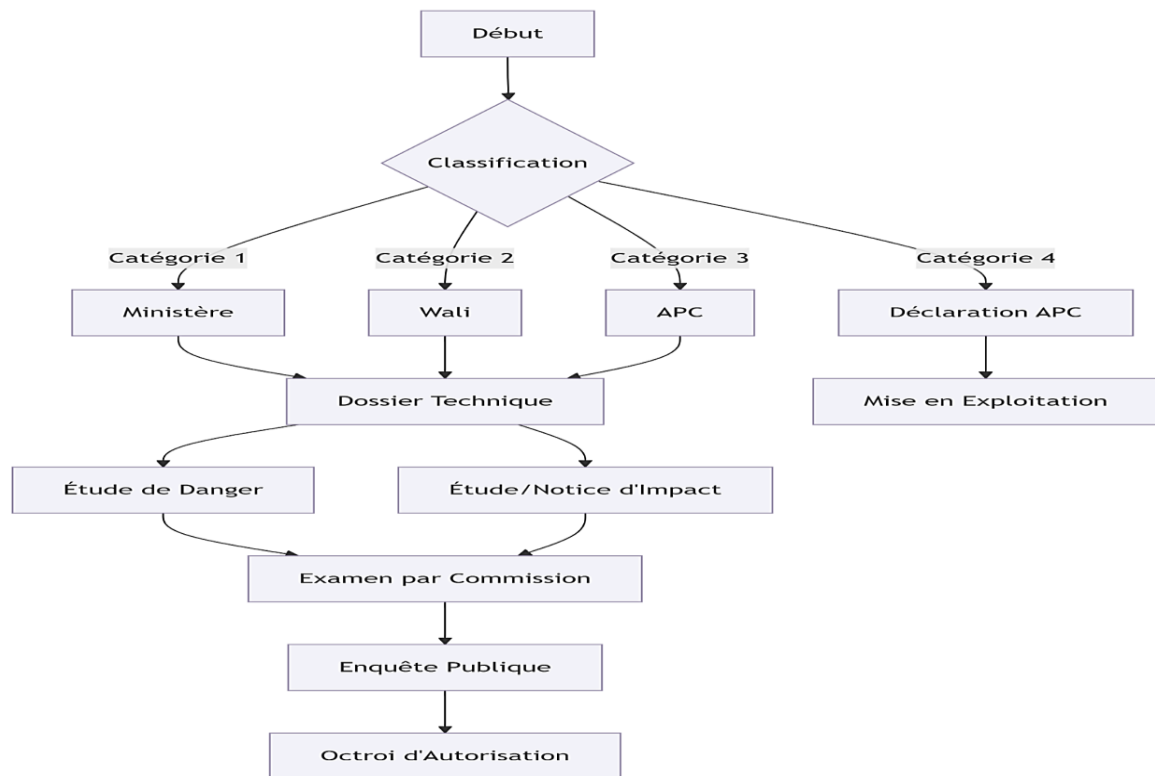 Début
Classification
Catégorie 1
Catégorie 2
Catégorie 3
Catégorie 4
Ministère
Wali
APC
Déclaration APC
Dossier Technique
Mise en Exploitation
Étude de Danger
Étude/Notice d'Impact
Examen par Commission
Enquête Publique
Octroi d'Autorisation